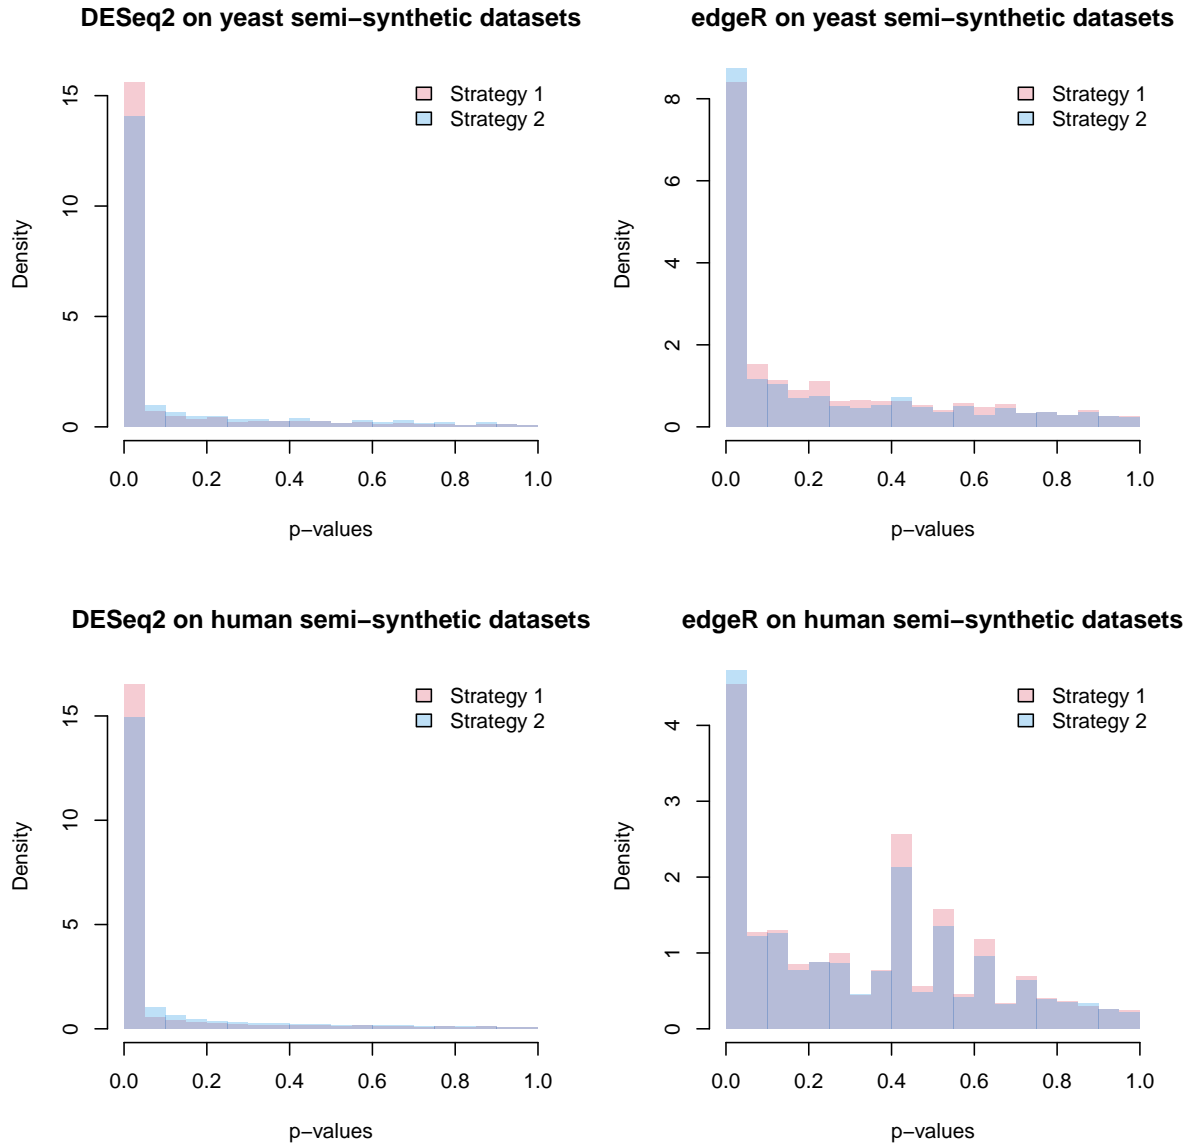 DESeq2 on yeast semi−synthetic datasets
Density
15
10
5
0
Strategy 1
Strategy 2
0.0 0.2 0.4 0.6 0.8 1.0
p−values
edgeR on yeast semi−synthetic datasets
Density
8
6
4
2
0
Strategy 1
Strategy 2
0.0 0.2 0.4 0.6 0.8 1.0
p−values
DESeq2 on human semi−synthetic datasets
Density
15
10
5
0
Strategy 1
Strategy 2
0.0 0.2 0.4 0.6 0.8 1.0
p−values
edgeR on human semi−synthetic datasets
Density
4
3
2
1
0
Strategy 1
Strategy 2
0.0 0.2 0.4 0.6 0.8 1.0
p−values